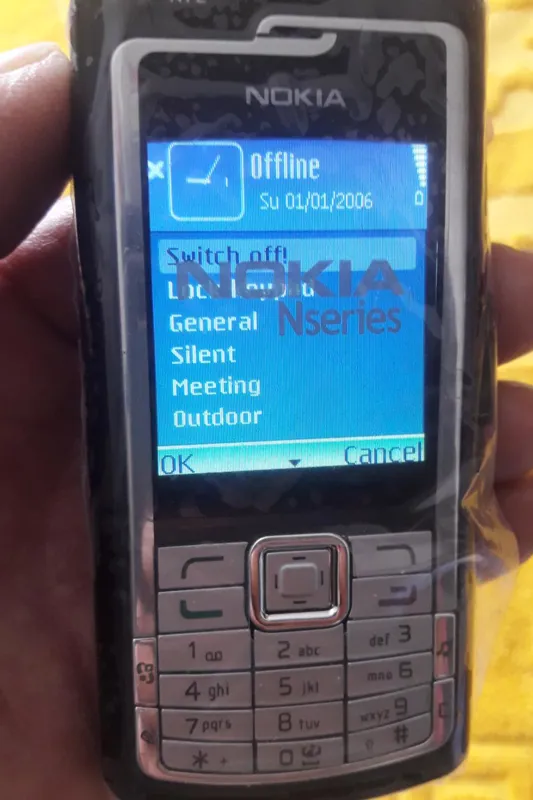 NOKIA
Offline
Su 01/01/2006
Switch off!
NOKIA
General
Nseries
Silent
Meeting
Outdoor
OK
Cancel
1
2 abc
def 3
4 ghi
5 jkl
mno 6
7 pqrs
8 tuv
wxyz 9
* +
0
#